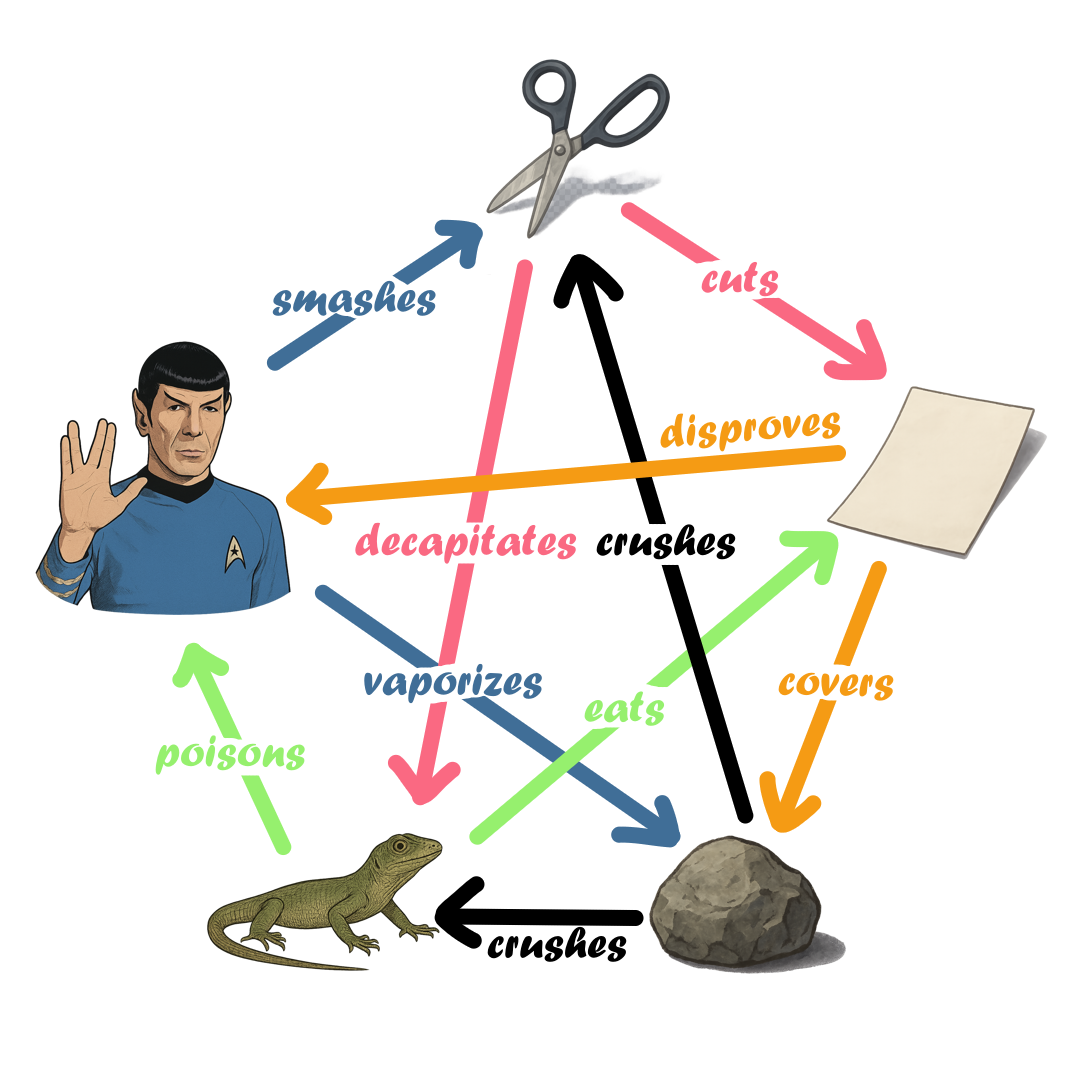 cuts
smashes
disproves
decapitates
crushes
vaporizes
eats
covers
poisons
crushes